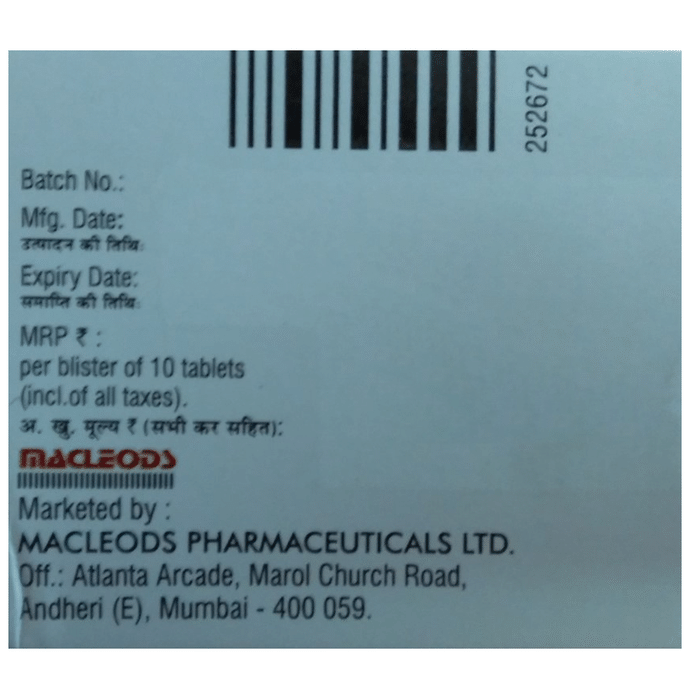 252672
Batch No.:
Mfg. Date:
उत्पादन की तिथि:
Expiry Date:
समाप्ति की तिथि:
MRP ₹ :
per blister of 10 tablets
(incl.of all taxes).
अ. खु. मूल्य ₹ (सभी कर सहित):
MACLEODS
Marketed by :
MACLEODS PHARMACEUTICALS LTD.
Off.: Atlanta Arcade, Marol Church Road,
Andheri (E), Mumbai - 400 059.